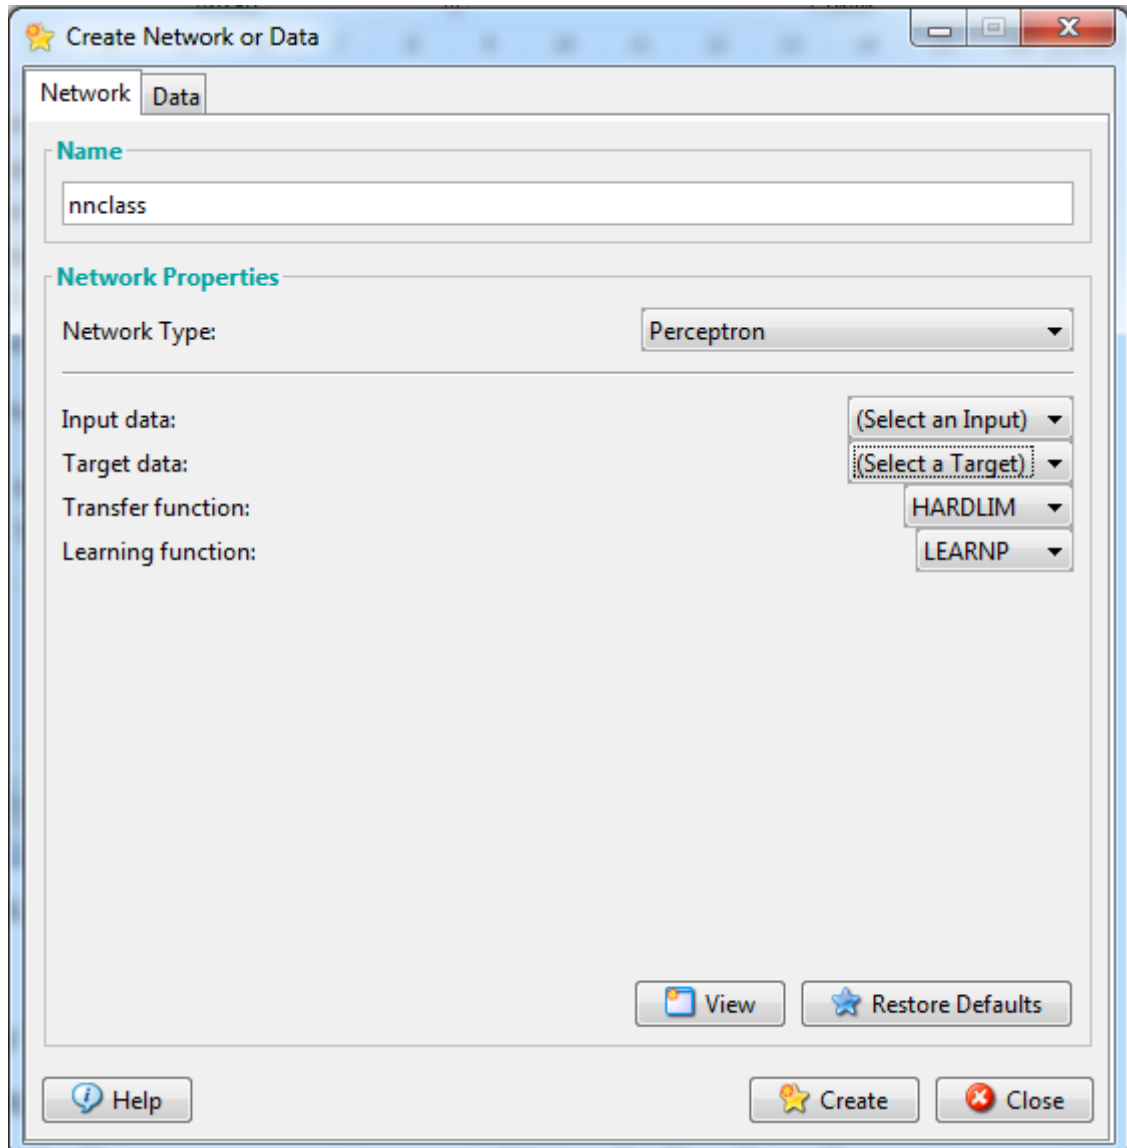 Create Network or Data
Network Data
Name
nnclass
Network Properties
Network Type: Perceptron
Input data: (Select an Input)
Target data: (Select a Target)
Transfer function: HARDLIM
Learning function: LEARNP
View Restore Defaults
Help Create Close